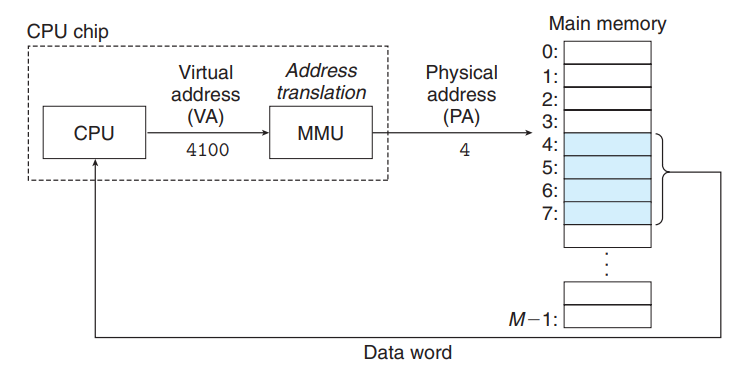 CPU chip
Main memory
Virtual
address
(VA)
Address
translation
Physical
address
(PA)
CPU
4100
MMU
4
0:
1:
2:
3:
4:
5:
6:
7:
. . .
M−1:
Data word